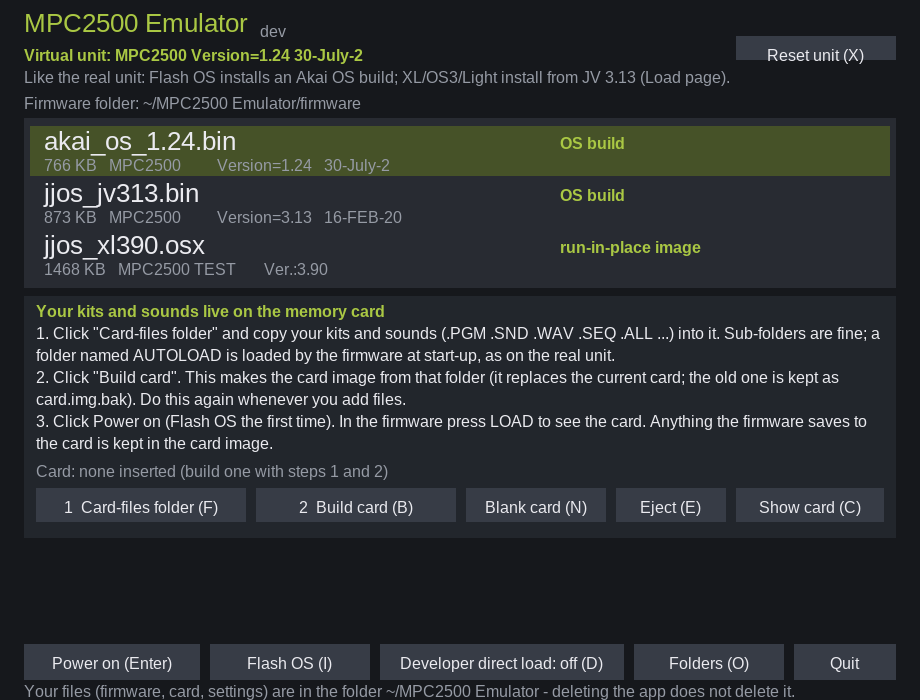 MPC2500 Emulator dev
Virtual unit: MPC2500 Version=1.24 30-July-2
Reset unit (X)
Like the real unit: Flash OS installs an Akai OS build; XL/OS3/Light install from JV 3.13 (Load page).
Firmware folder: ~/MPC2500 Emulator/firmware
akai_os_1.24.bin OS build
766 KB MPC2500 Version=1.24 30-July-2
jjos_jv313.bin OS build
873 KB MPC2500 Version=3.13 16-FEB-20
jjos_xl390.osx run-in-place image
1468 KB MPC2500 TEST Ver.:3.90
Your kits and sounds live on the memory card
1. Click "Card-files folder" and copy your kits and sounds (.PGM .SND .WAV .SEQ .ALL ...) into it. Sub-folders are fine; a
folder named AUTOLOAD is loaded by the firmware at start-up, as on the real unit.
2. Click "Build card". This makes the card image from that folder (it replaces the current card; the old one is kept as
card.img.bak). Do this again whenever you add files.
3. Click Power on (Flash OS the first time). In the firmware press LOAD to see the card. Anything the firmware saves to
the card is kept in the card image.
Card: none inserted (build one with steps 1 and 2)
1 Card-files folder (F) 2 Build card (B) Blank card (N) Eject (E) Show card (C)
Power on (Enter) Flash OS (I) Developer direct load: off (D) Folders (O) Quit
Your files (firmware, card, settings) are in the folder ~/MPC2500 Emulator - deleting the app does not delete it.